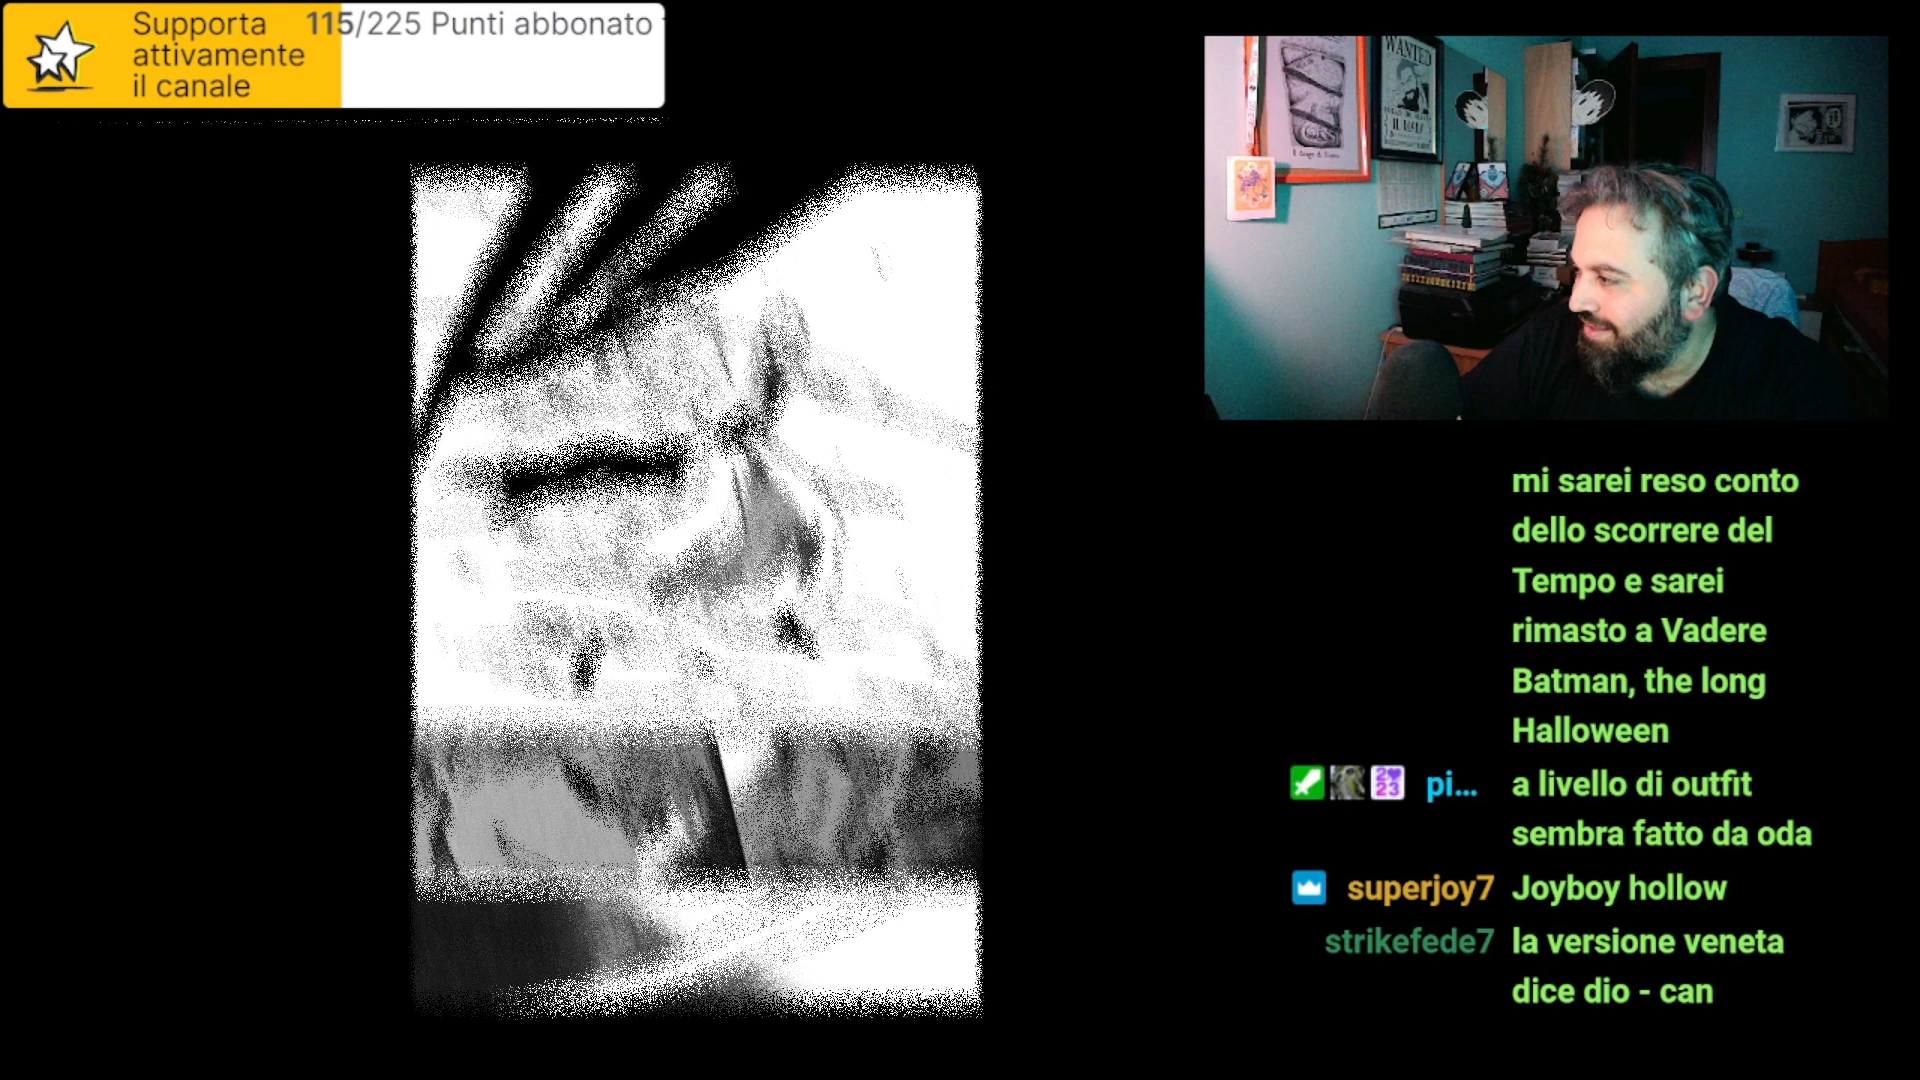 Supporta
attivamente
il canale
115/225 Punti abbonato
WANTED
mi sarei reso conto
dello scorrere del
Tempo e sarei
rimasto a Vadere
Batman, the long
Halloween
pi... a livello di outfit
sembra fatto da oda
superjoy7 Joyboy hollow
strikefede7 la versione veneta
dice dio - can